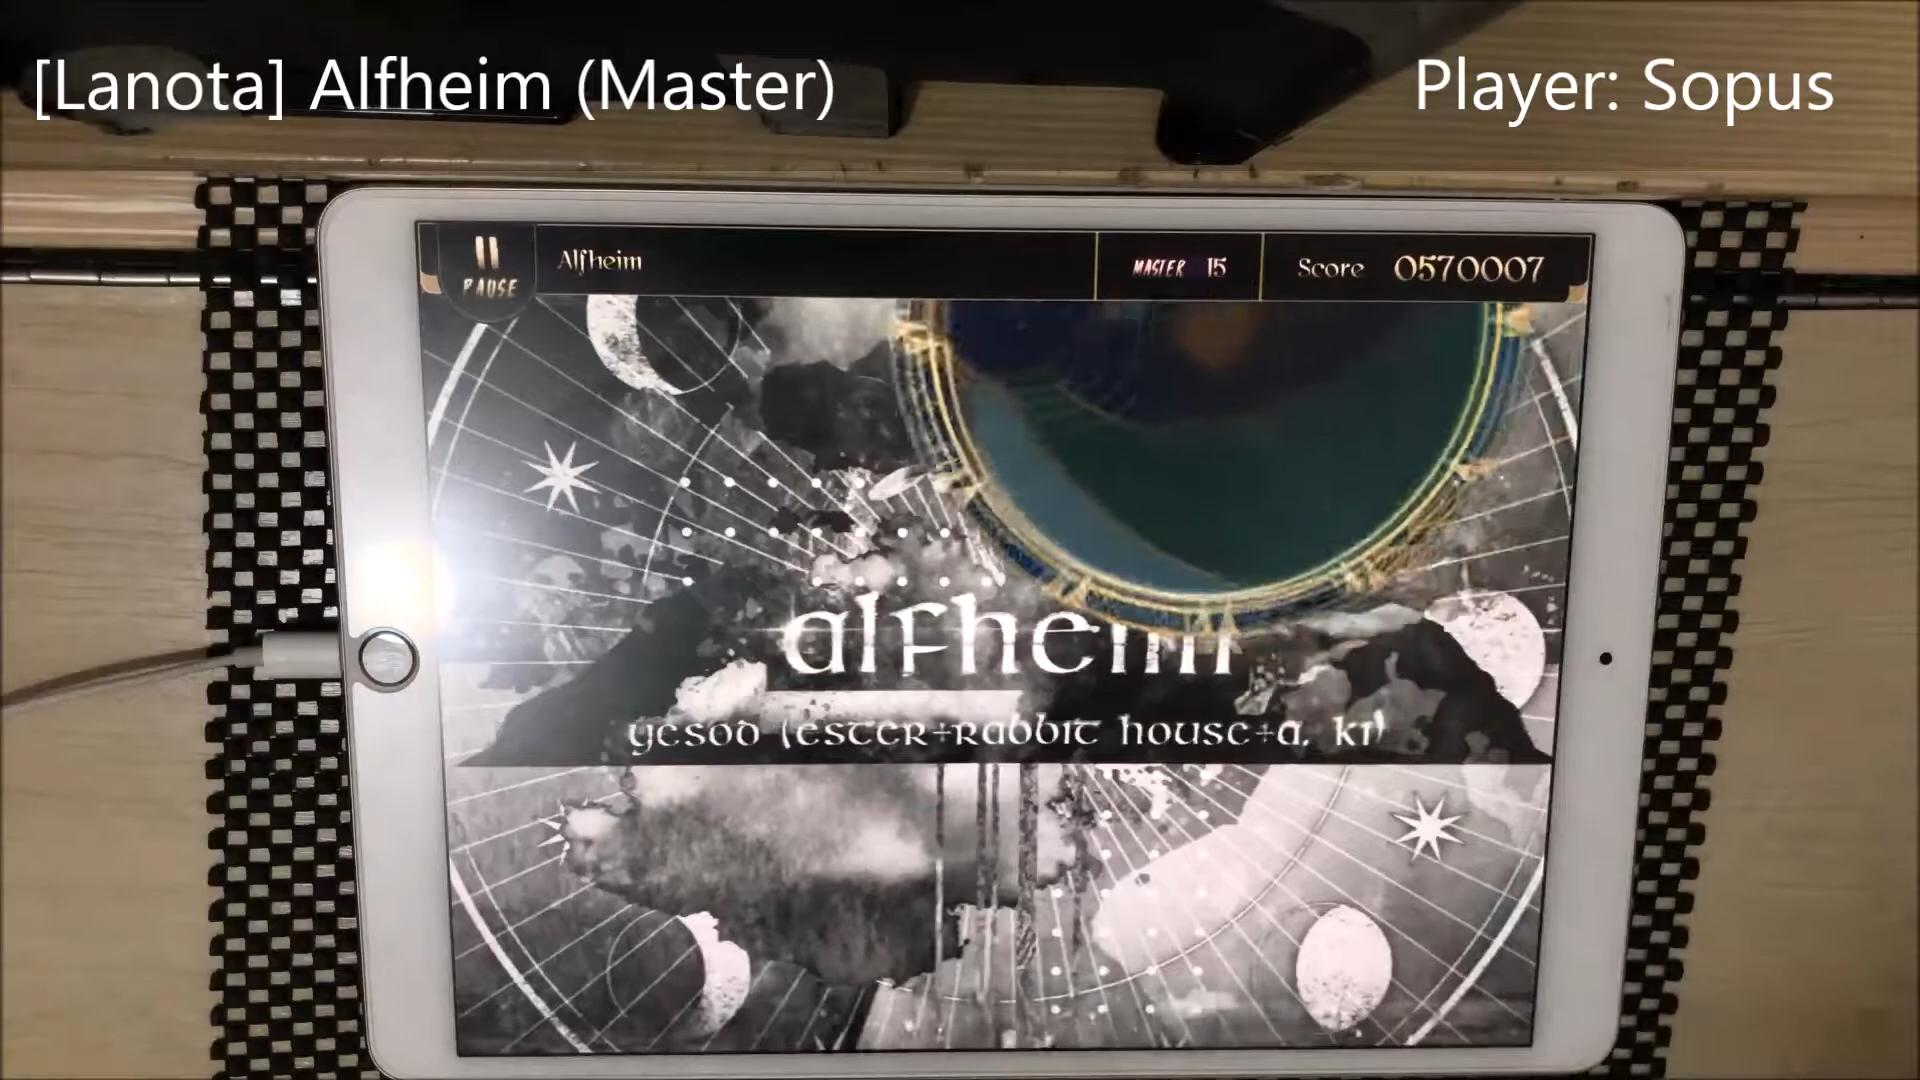 [Lanota] Alfheim (Master)
Player: Sopus
PAUSE
Alfheim
MASTER 15
Score 0570007
alfheim
yesod (ester+rabbit house+a. ki)